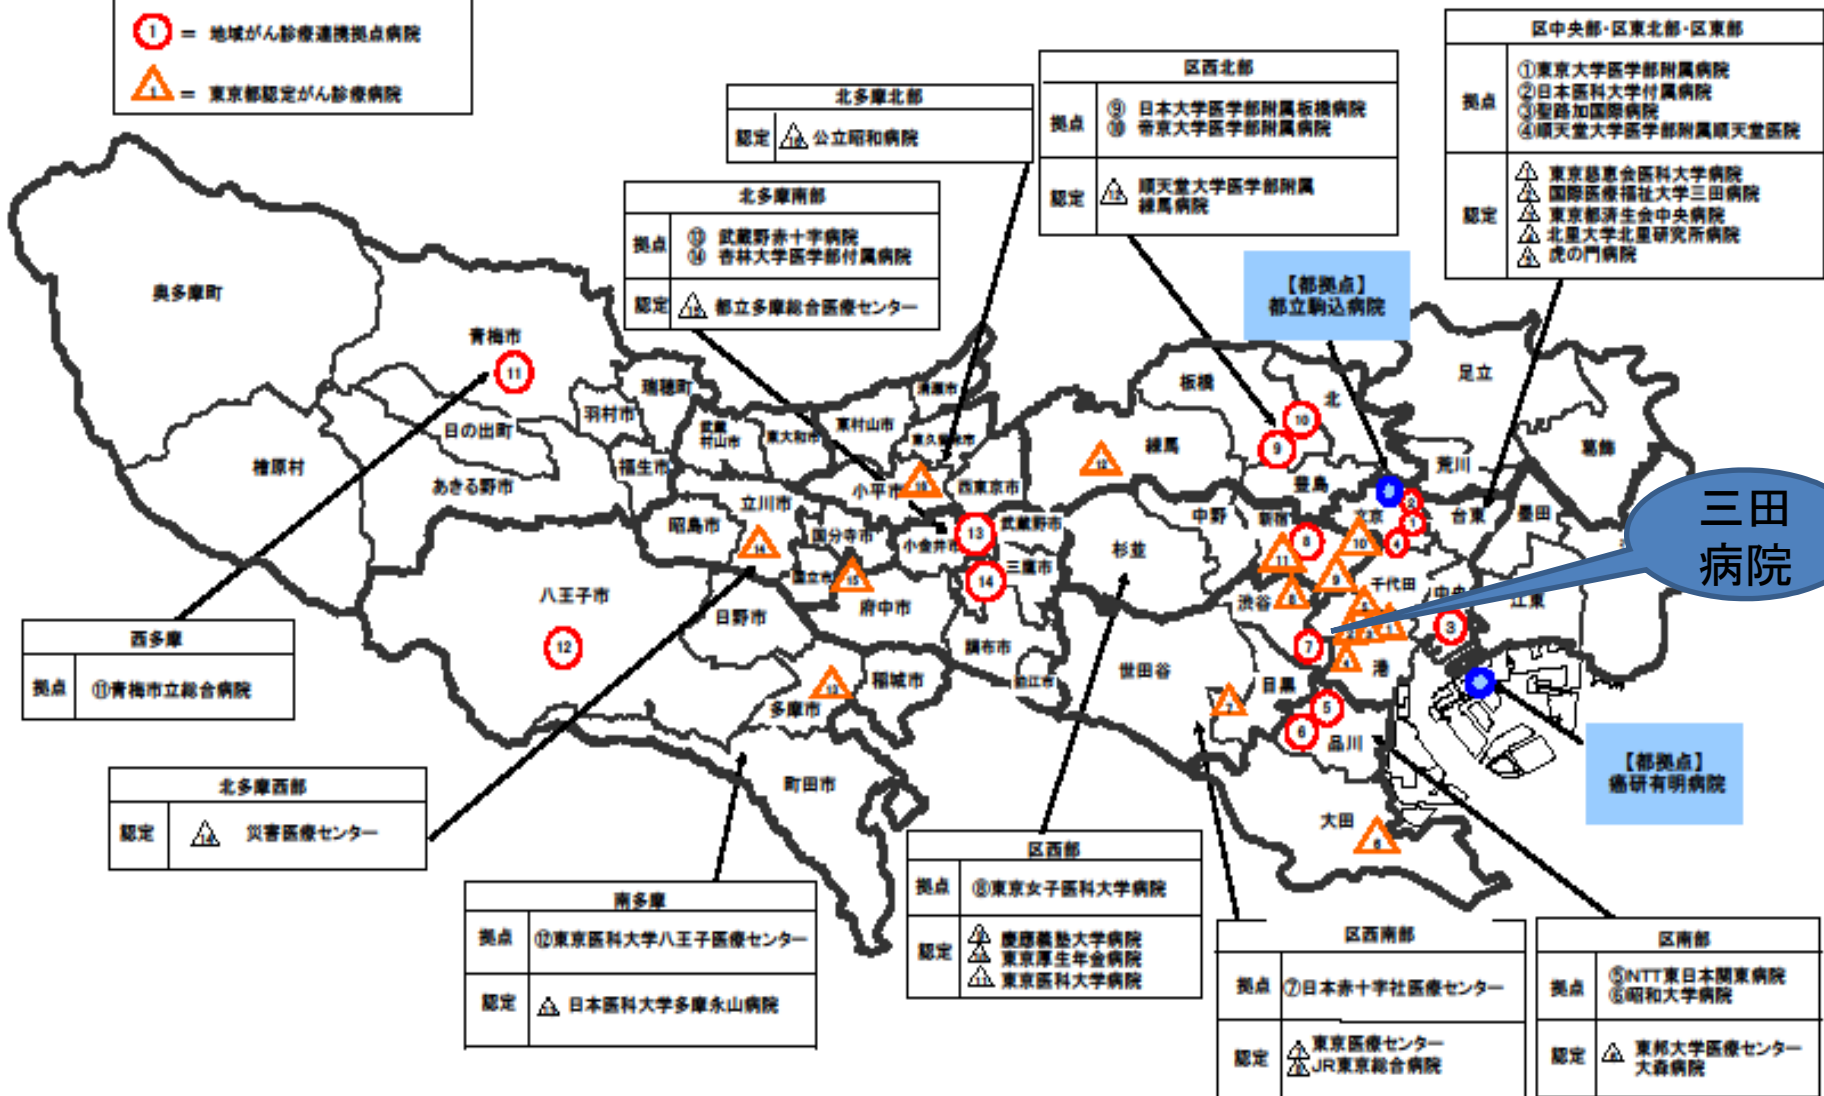 ① = 地域がん診療連携拠点病院
△ = 東京都認定がん診療病院
北多摩北部
認定 公立昭和病院
北多摩南部
拠点 ⑬ 武蔵野赤十字病院
⑭ 杏林大学医学部付属病院
認定 都立多摩総合医療センター
区西北部
拠点 ⑨ 日本大学医学部附属板橋病院
⑩ 帝京大学医学部附属病院
認定 12 順天堂大学医学部附属
練馬病院
区中央部・区東北部・区東部
拠点 ①東京大学医学部附属病院
②日本医科大学付属病院
③聖路加国際病院
④順天堂大学医学部附属順天堂医院
認定 東京慈恵会医科大学病院
国際医療福祉大学三田病院
東京都済生会中央病院
北里大学北里研究所病院
虎の門病院
【都拠点】
都立駒込病院
奥多摩町
青梅市
11
瑞穂町
羽村市
日の出町
福生市
檜原村
あきる野市
武蔵
村山市
東大和市
東村山市
清瀬市
東久留米市
小平市
西東京市
立川市
昭島市
国分寺市
小金井市
13
武蔵野市
14
三鷹市
国立市
15
府中市
八王子市
12
日野市
調布市
狛江市
稲城市
多摩市
町田市
板橋
北
10
9
練馬
12
豊島
足立
荒川
葛飾
中野
新宿
8
11
杉並
文京
10
1
4
台東
墨田
9
千代田
渋谷
中央
3
江東
7
港
世田谷
目黒
5
6
品川
大田
三田
病院
【都拠点】
癌研有明病院
西多摩
拠点 ⑪青梅市立総合病院
北多摩西部
認定 14 災害医療センター
南多摩
拠点 ⑫東京医科大学八王子医療センター
認定 日本医科大学多摩永山病院
区西部
拠点 ⑧東京女子医科大学病院
認定 慶應義塾大学病院
東京厚生年金病院
11 東京医科大学病院
区西南部
拠点 ⑦日本赤十字社医療センター
認定 東京医療センター
JR東京総合病院
区南部
拠点 ⑤NTT東日本関東病院
⑥昭和大学病院
認定 東邦大学医療センター
大森病院